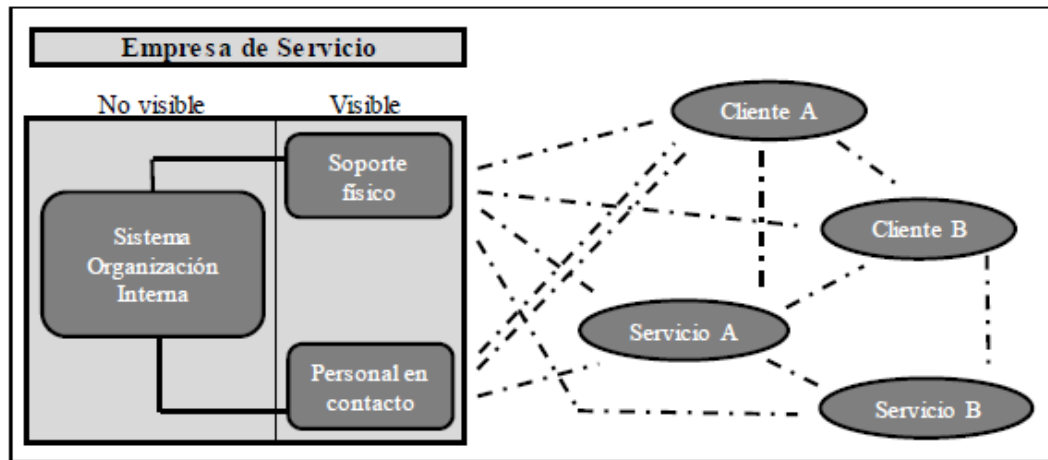 Empresa de Servicio
No visible
Visible
Soporte
físico
Sistema
Organización
Interna
Personal en
contacto
Cliente A
Cliente B
Servicio A
Servicio B